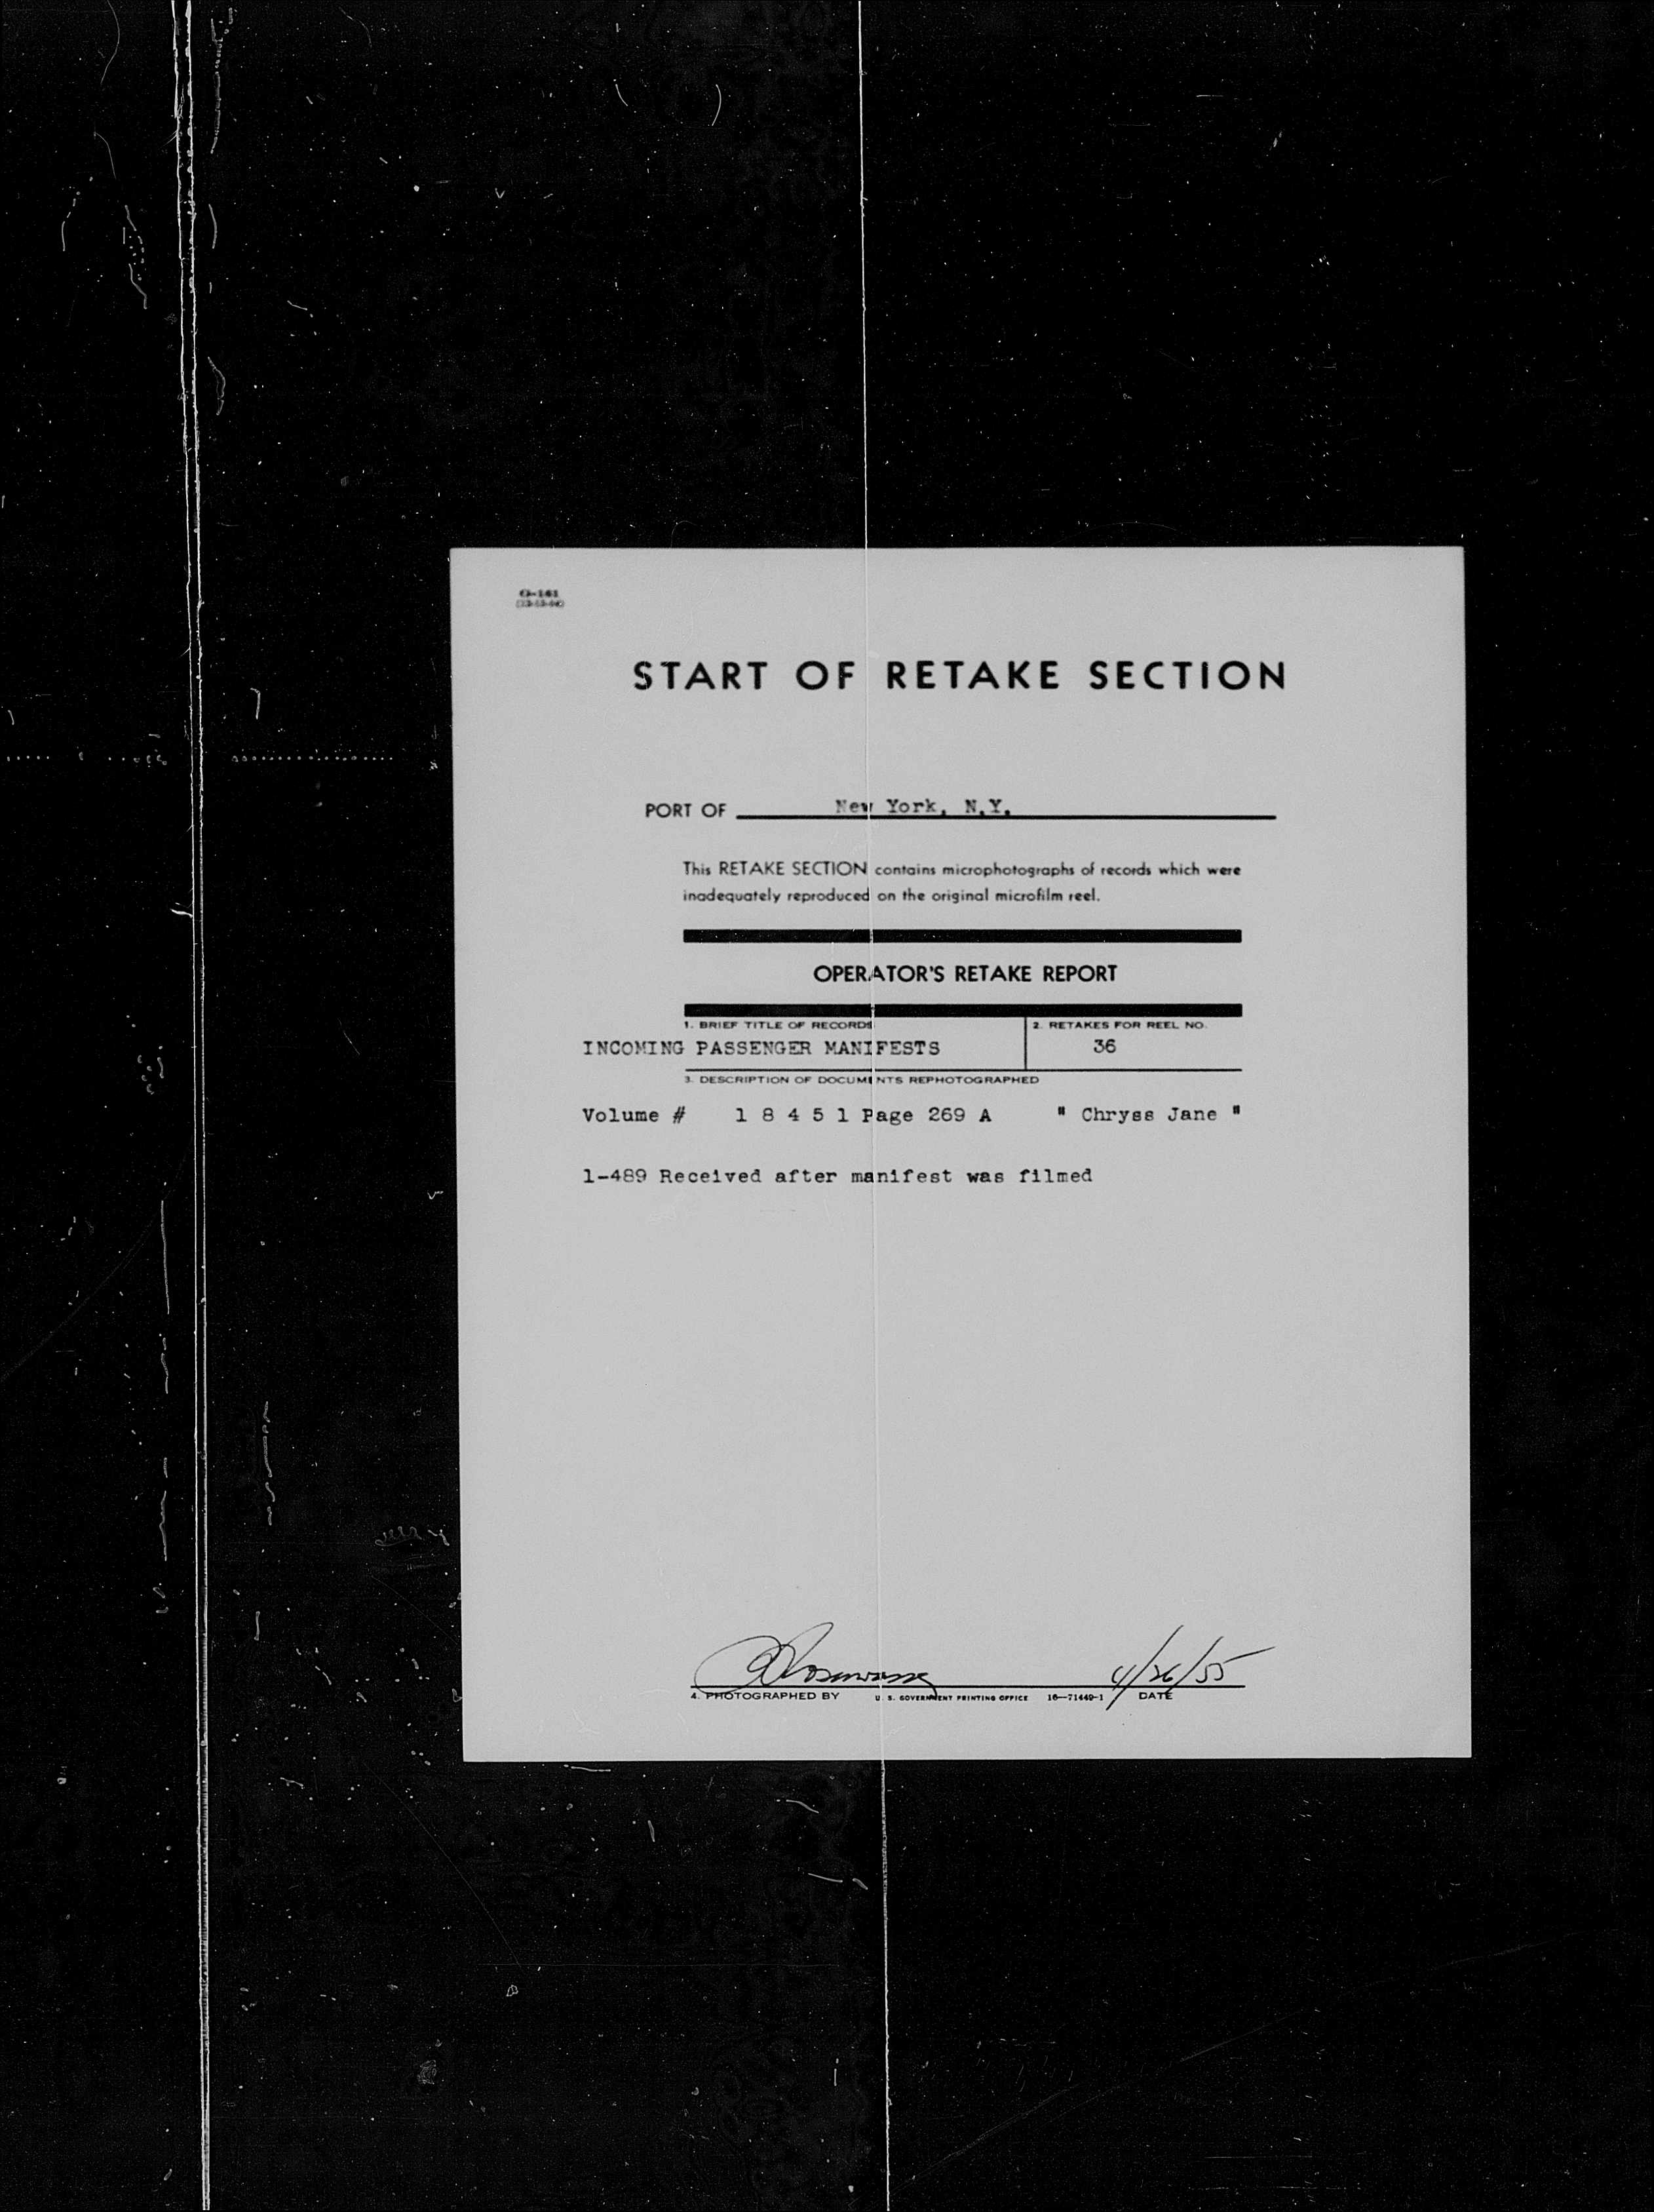 START OF RETAKE SECTION
PORT OF New York, N.Y.
This RETAKE SECTION contains microphotographs of records which were
inadequately reproduced on the original microfilm reel.
OPERATOR'S RETAKE REPORT
1. BRIEF TITLE OF RECORDS
2. RETAKES FOR REEL NO.
INCOMING PASSENGER MANIFESTS
36
3. DESCRIPTION OF DOCUMENTS REPHOTOGRAPHED
Volume # 1 8 4 5 1 Page 269 A " Chryss Jane "
1-489 Received after manifest was filmed
4/26/55
4. PHOTOGRAPHED BY U. S. GOVERNMENT PRINTING OFFICE 16—71449-1 DATE